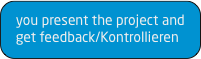 you present the project and
get feedback/Kontrollieren